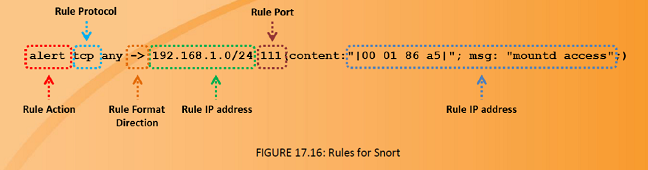 Rule Protocol
Rule Port
alert tcp any -> 192.168.1.0/24 111 (content:"|00 01 86 a5|"; msg: "mountd access";)
Rule Action
Rule Format Direction
Rule IP address
Rule IP address
FIGURE 17.16: Rules for Snort